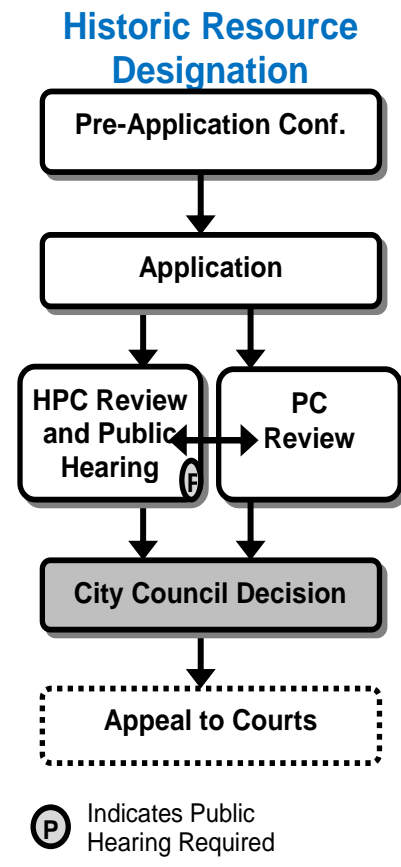 Historic Resource
Designation
Pre-Application Conf.
Application
HPC Review
and Public
Hearing
P
PC
Review
City Council Decision
Appeal to Courts
P
Indicates Public
Hearing Required